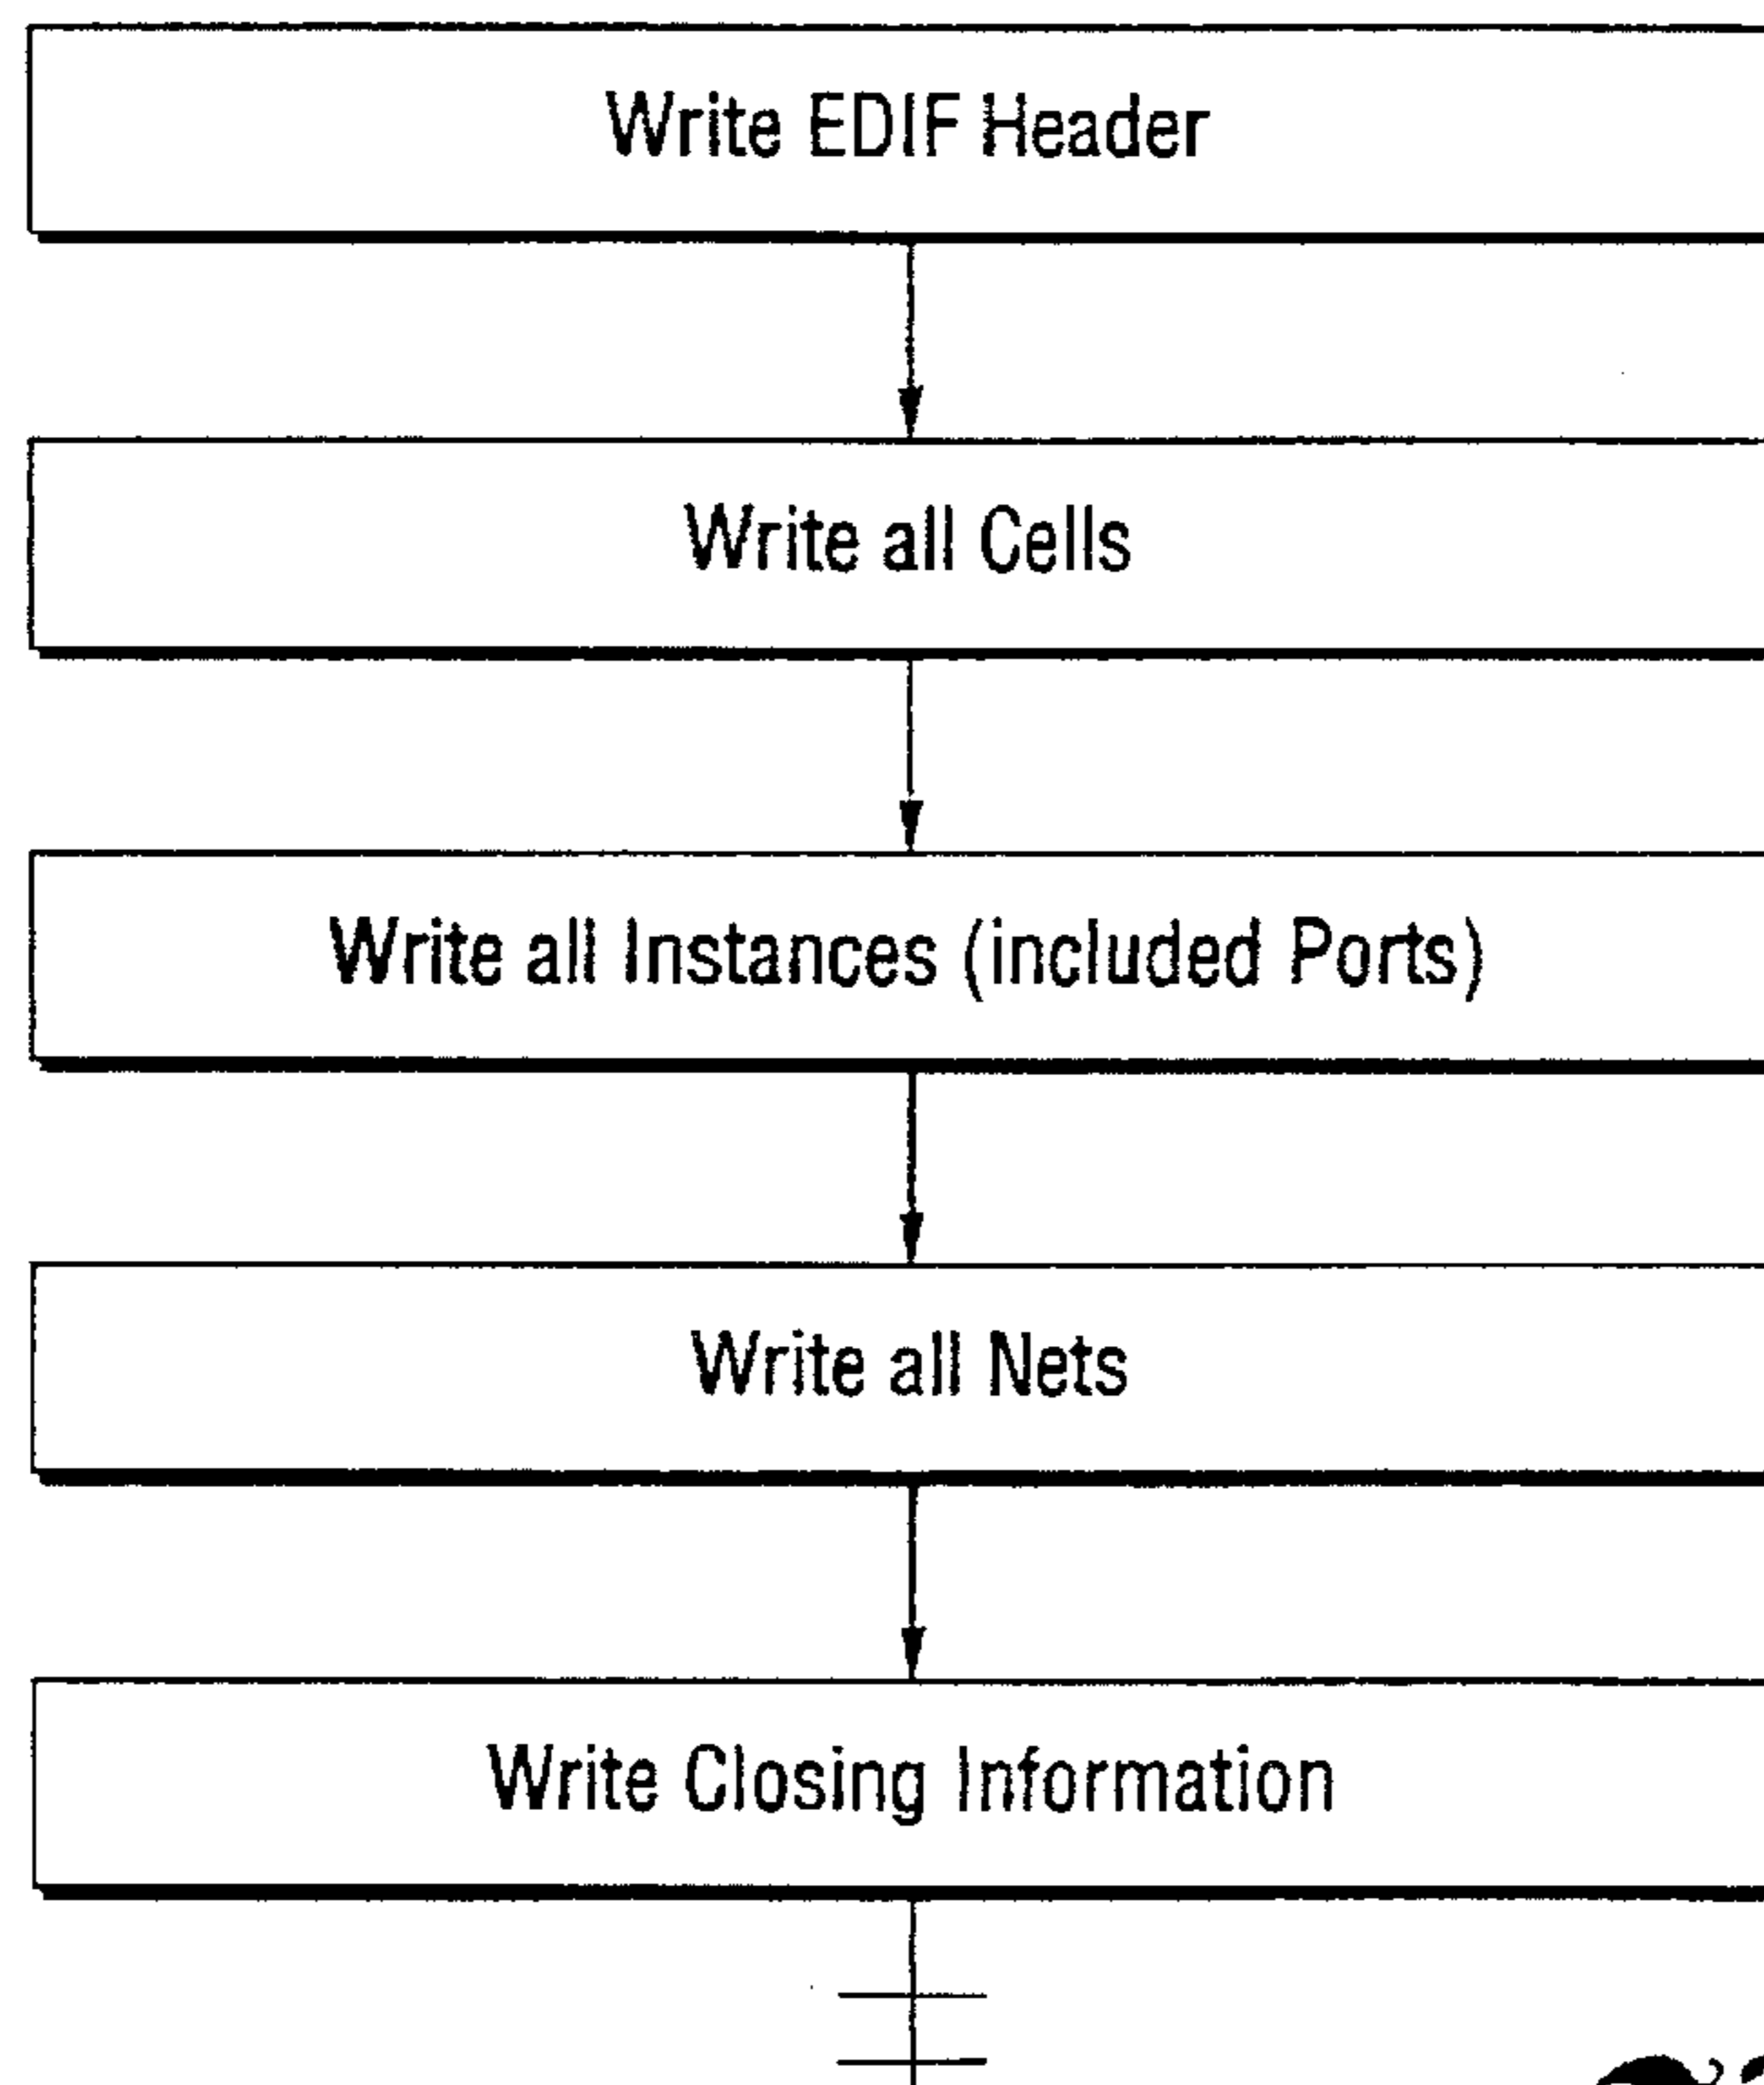 Write EDIF Header
Write all Cells
Write all Instances (included Ports)
Write all Nets
Write Closing Information